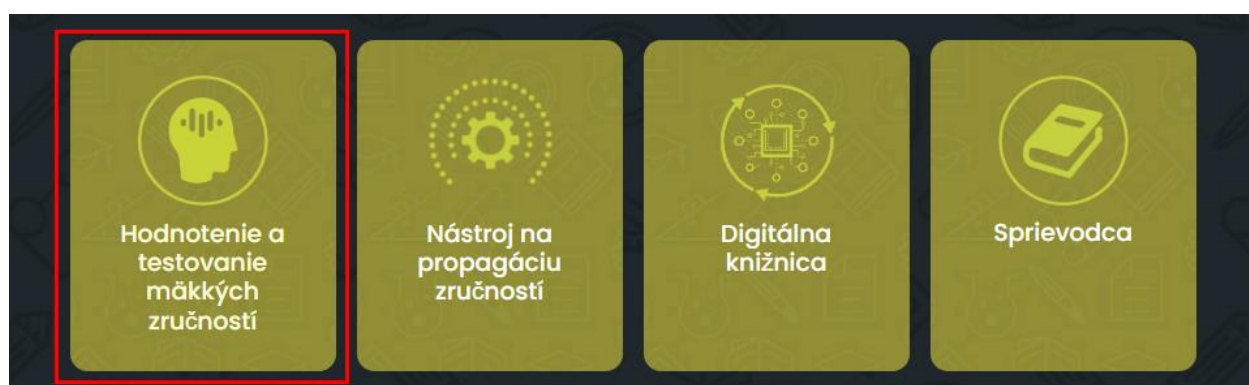 Hodnotenie a
testovanie
mäkkých
zručností
Nástroj na
propagáciu
zručností
Digitálna
knižnica
Sprievodca